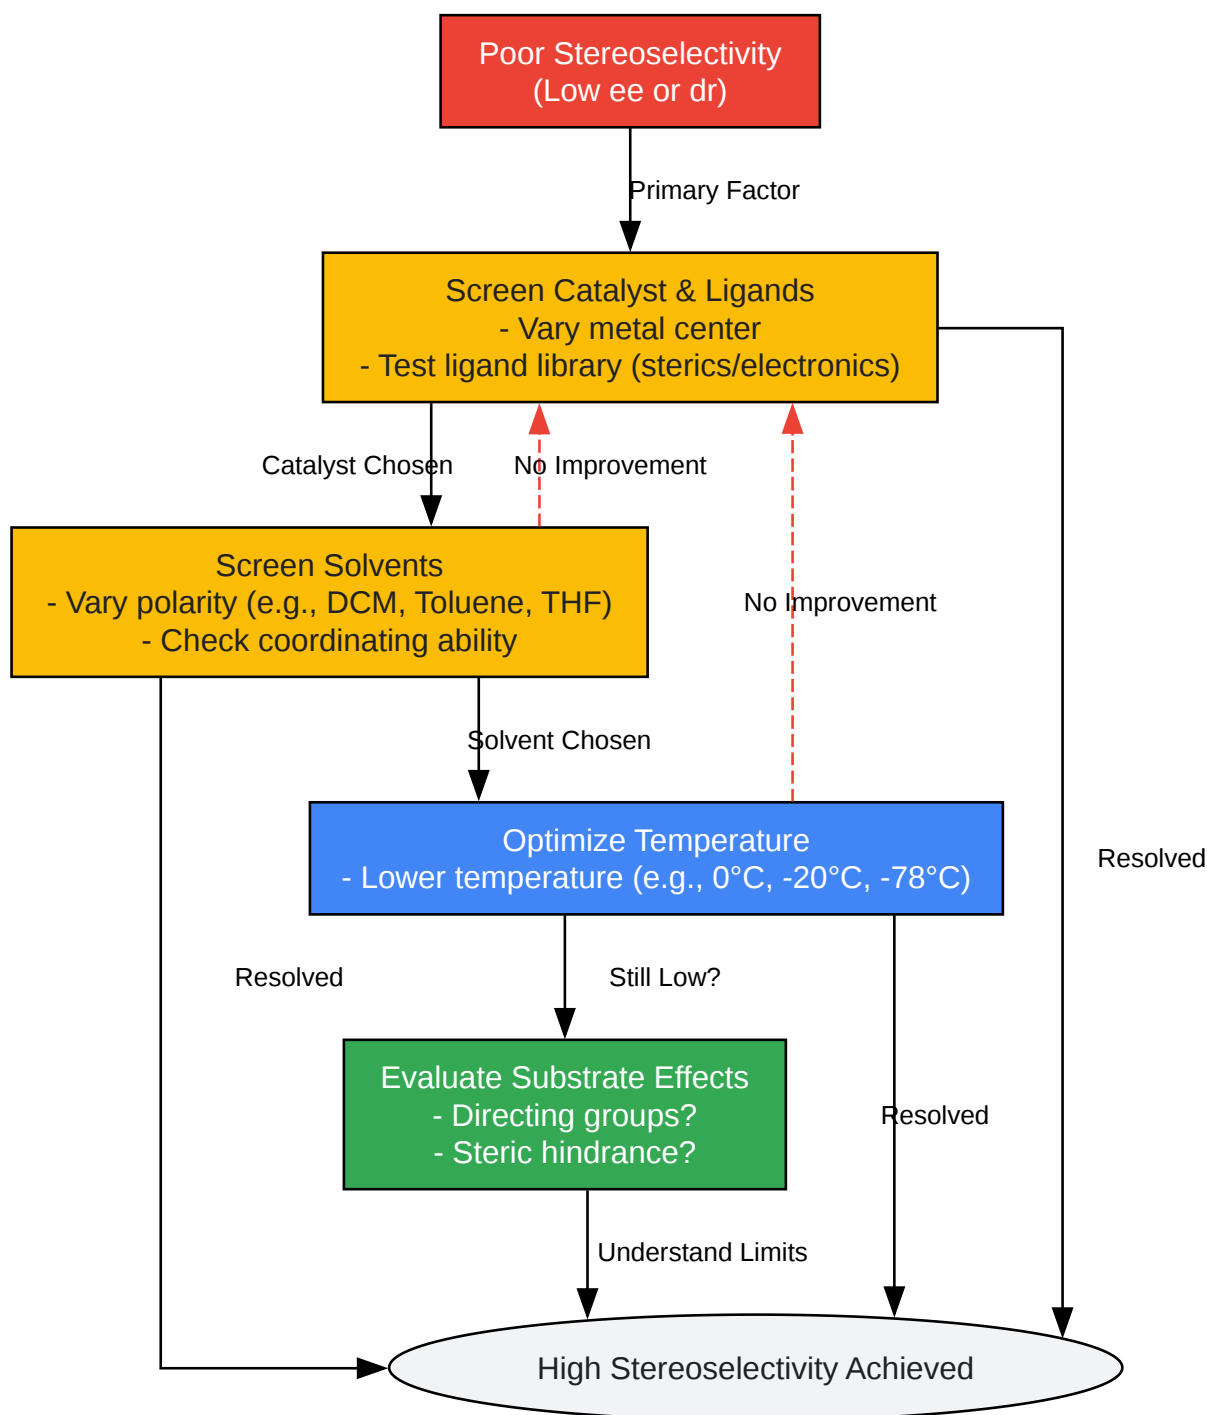 Poor Stereoselectivity
(Low ee or dr)
Primary Factor
Screen Catalyst & Ligands
- Vary metal center
- Test ligand library (sterics/electronics)
Catalyst Chosen
No Improvement
Screen Solvents
- Vary polarity (e.g., DCM, Toluene, THF)
- Check coordinating ability
No Improvement
Solvent Chosen
Optimize Temperature
- Lower temperature (e.g., 0°C, -20°C, -78°C)
Resolved
Resolved
Still Low?
Evaluate Substrate Effects
- Directing groups?
- Steric hindrance?
Resolved
Understand Limits
High Stereoselectivity Achieved